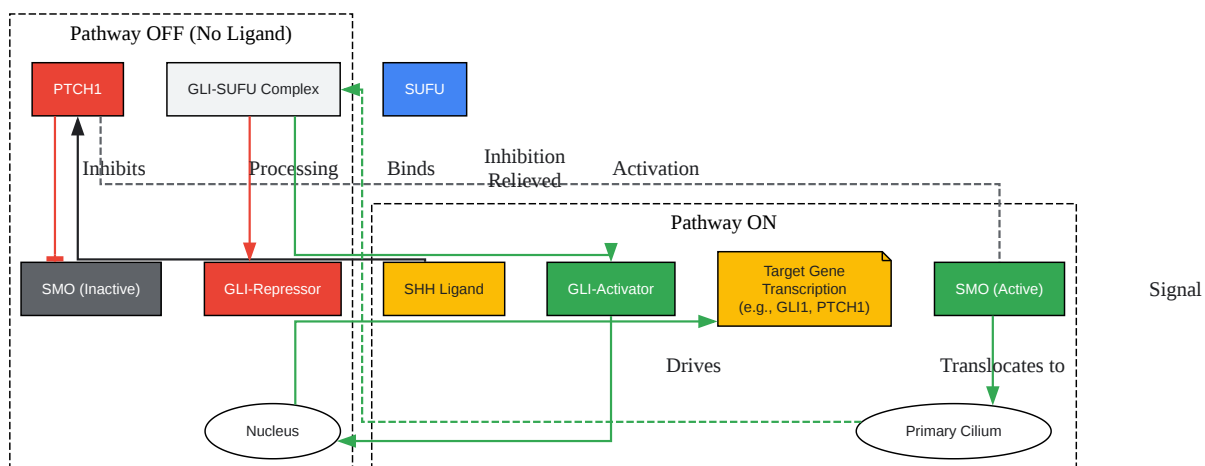 Pathway OFF (No Ligand)
PTCH1
GLI-SUFU Complex
SUFU
Inhibits
Processing
Binds
Inhibition
Relieved
Activation
Pathway ON
SMO (Inactive)
GLI-Repressor
SHH Ligand
GLI-Activator
Target Gene
Transcription
(e.g., GLI1, PTCH1)
SMO (Active)
Signal
Drives
Translocates to
Nucleus
Primary Cilium